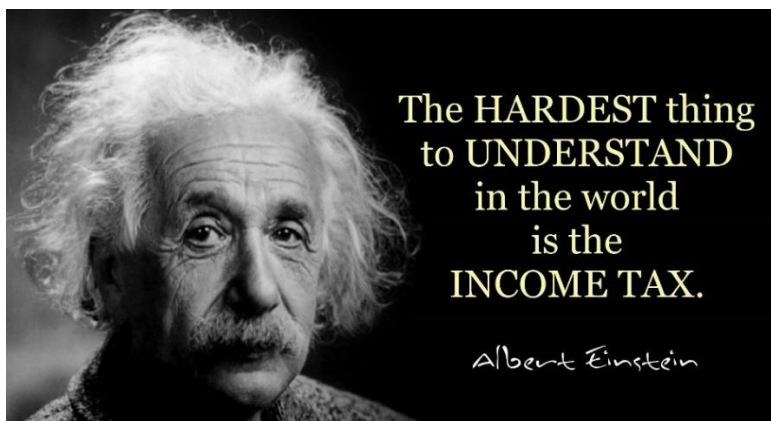 The HARDEST thing
to UNDERSTAND
in the world
is the
INCOME TAX.
Albert Einstein